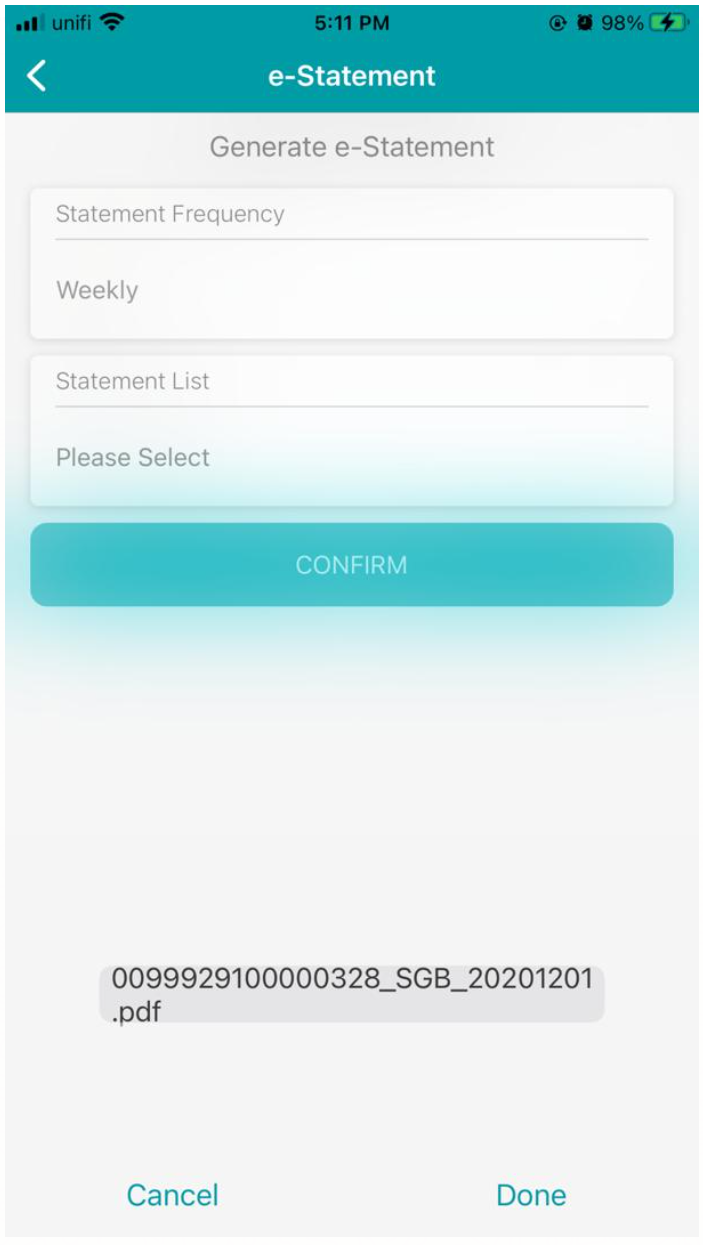 unifi 5:11 PM 98%
e-Statement
Generate e-Statement
Statement Frequency
Weekly
Statement List
Please Select
CONFIRM
0099929100000328_SGB_20201201
.pdf
Cancel Done